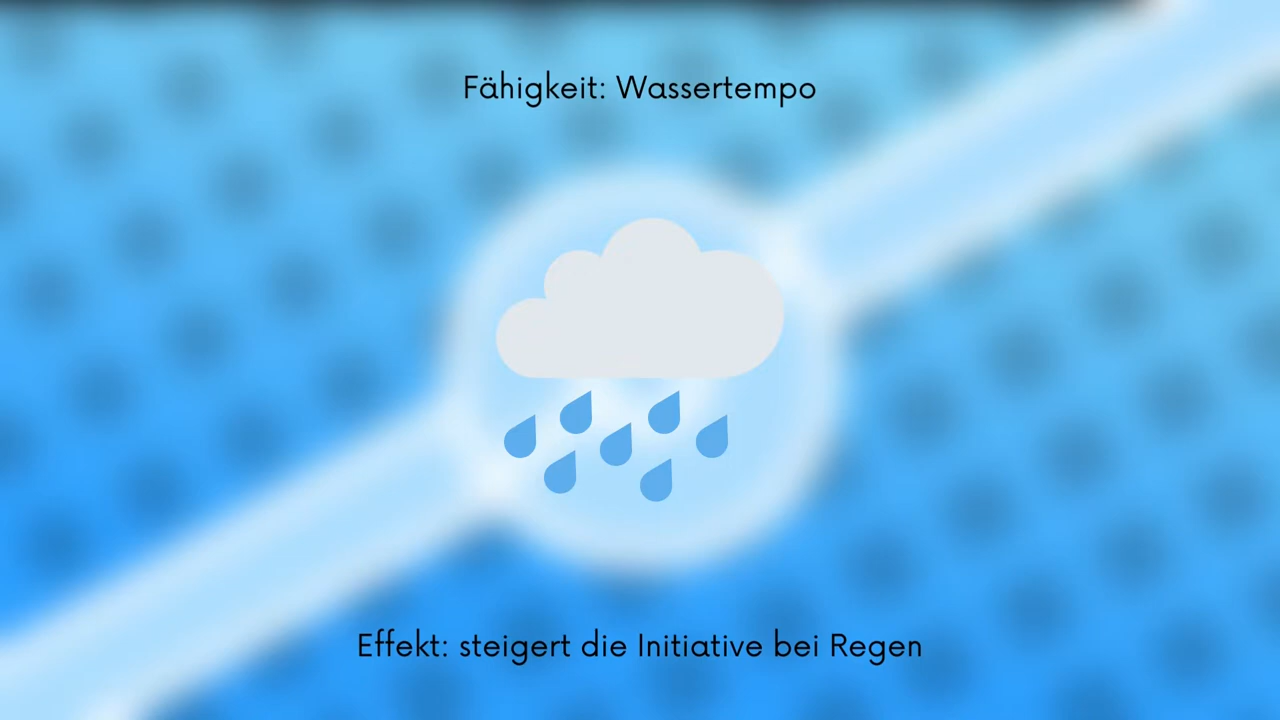 Fähigkeit: Wassertempo
Effekt: steigert die Initiative bei Regen